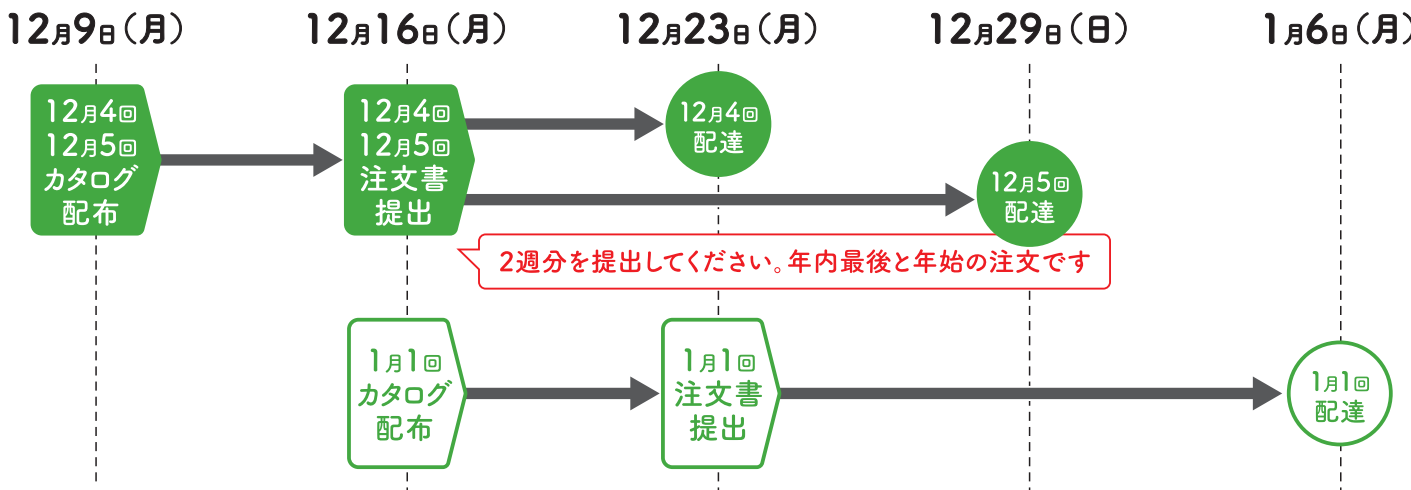 12月9日(月)
12月16日(月)
12月23日(月)
12月29日(日)
1月6日(月)
12月4回
12月5回
カタログ
配布
12月4回
12月5回
注文書
提出
12月4回
配達
12月5回
配達
2週分を提出してください。年内最後と年始の注文です
1月1回
カタログ
配布
1月1回
注文書
提出
1月1回
配達